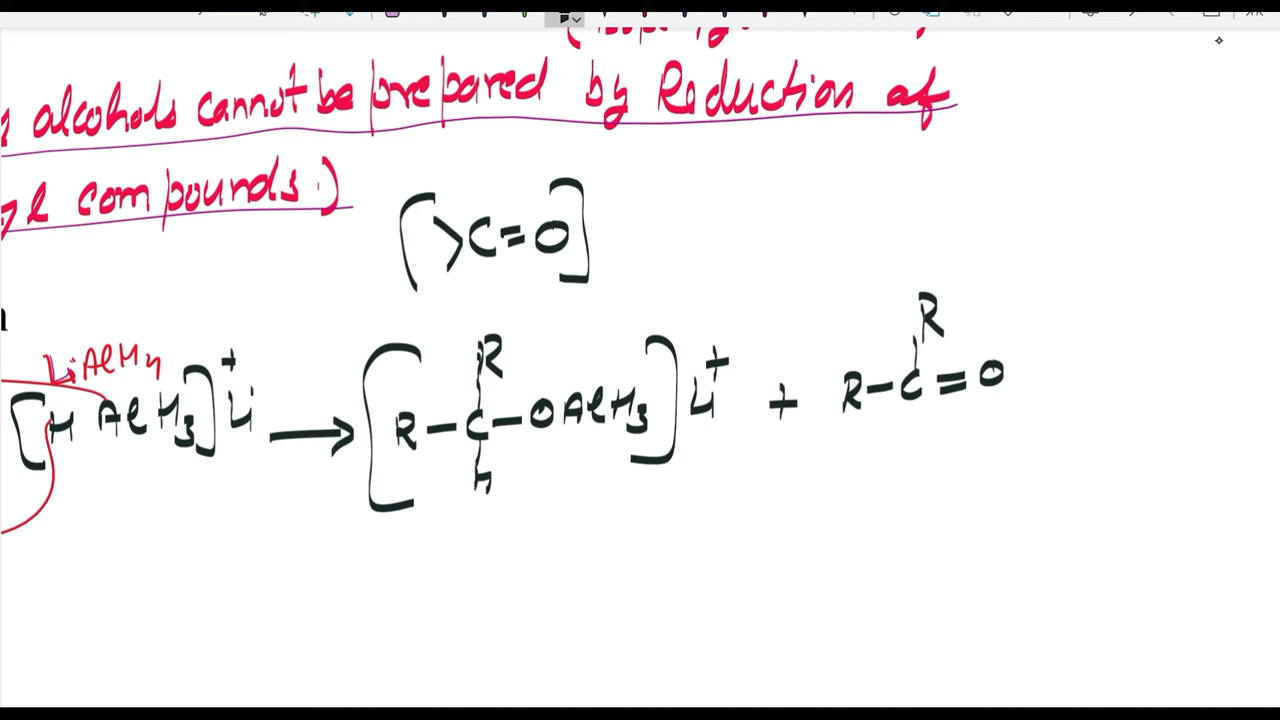 alcohols cannot be prepared by Reduction of
compounds.)
[>C=O]
LiAlH4
[H AlH3] Li+ → [R-C-OAlH3] Li+ + R-C=O
R
H
R